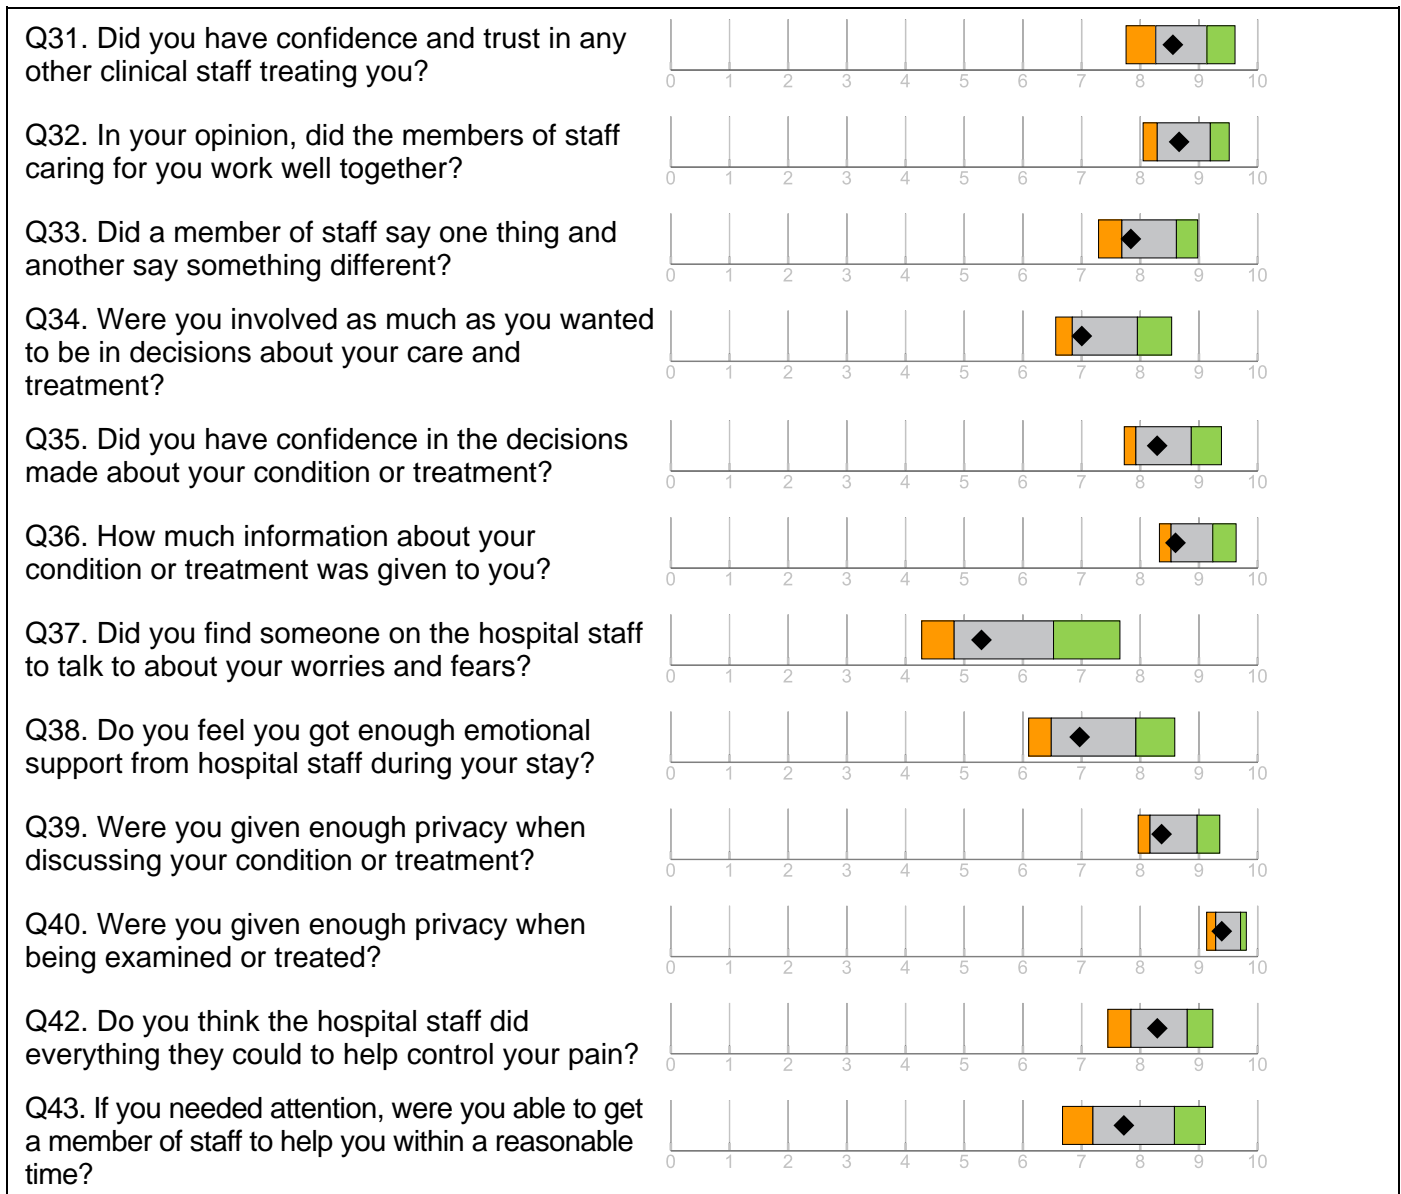 Q31. Did you have confidence and trust in any
other clinical staff treating you?
0 1 2 3 4 5 6 7 8 9 10
Q32. In your opinion, did the members of staff
caring for you work well together?
0 1 2 3 4 5 6 7 8 9 10
Q33. Did a member of staff say one thing and
another say something different?
0 1 2 3 4 5 6 7 8 9 10
Q34. Were you involved as much as you wanted
to be in decisions about your care and
treatment?
0 1 2 3 4 5 6 7 8 9 10
Q35. Did you have confidence in the decisions
made about your condition or treatment?
0 1 2 3 4 5 6 7 8 9 10
Q36. How much information about your
condition or treatment was given to you?
0 1 2 3 4 5 6 7 8 9 10
Q37. Did you find someone on the hospital staff
to talk to about your worries and fears?
0 1 2 3 4 5 6 7 8 9 10
Q38. Do you feel you got enough emotional
support from hospital staff during your stay?
0 1 2 3 4 5 6 7 8 9 10
Q39. Were you given enough privacy when
discussing your condition or treatment?
0 1 2 3 4 5 6 7 8 9 10
Q40. Were you given enough privacy when
being examined or treated?
0 1 2 3 4 5 6 7 8 9 10
Q42. Do you think the hospital staff did
everything they could to help control your pain?
0 1 2 3 4 5 6 7 8 9 10
Q43. If you needed attention, were you able to get
a member of staff to help you within a reasonable
time?
0 1 2 3 4 5 6 7 8 9 10